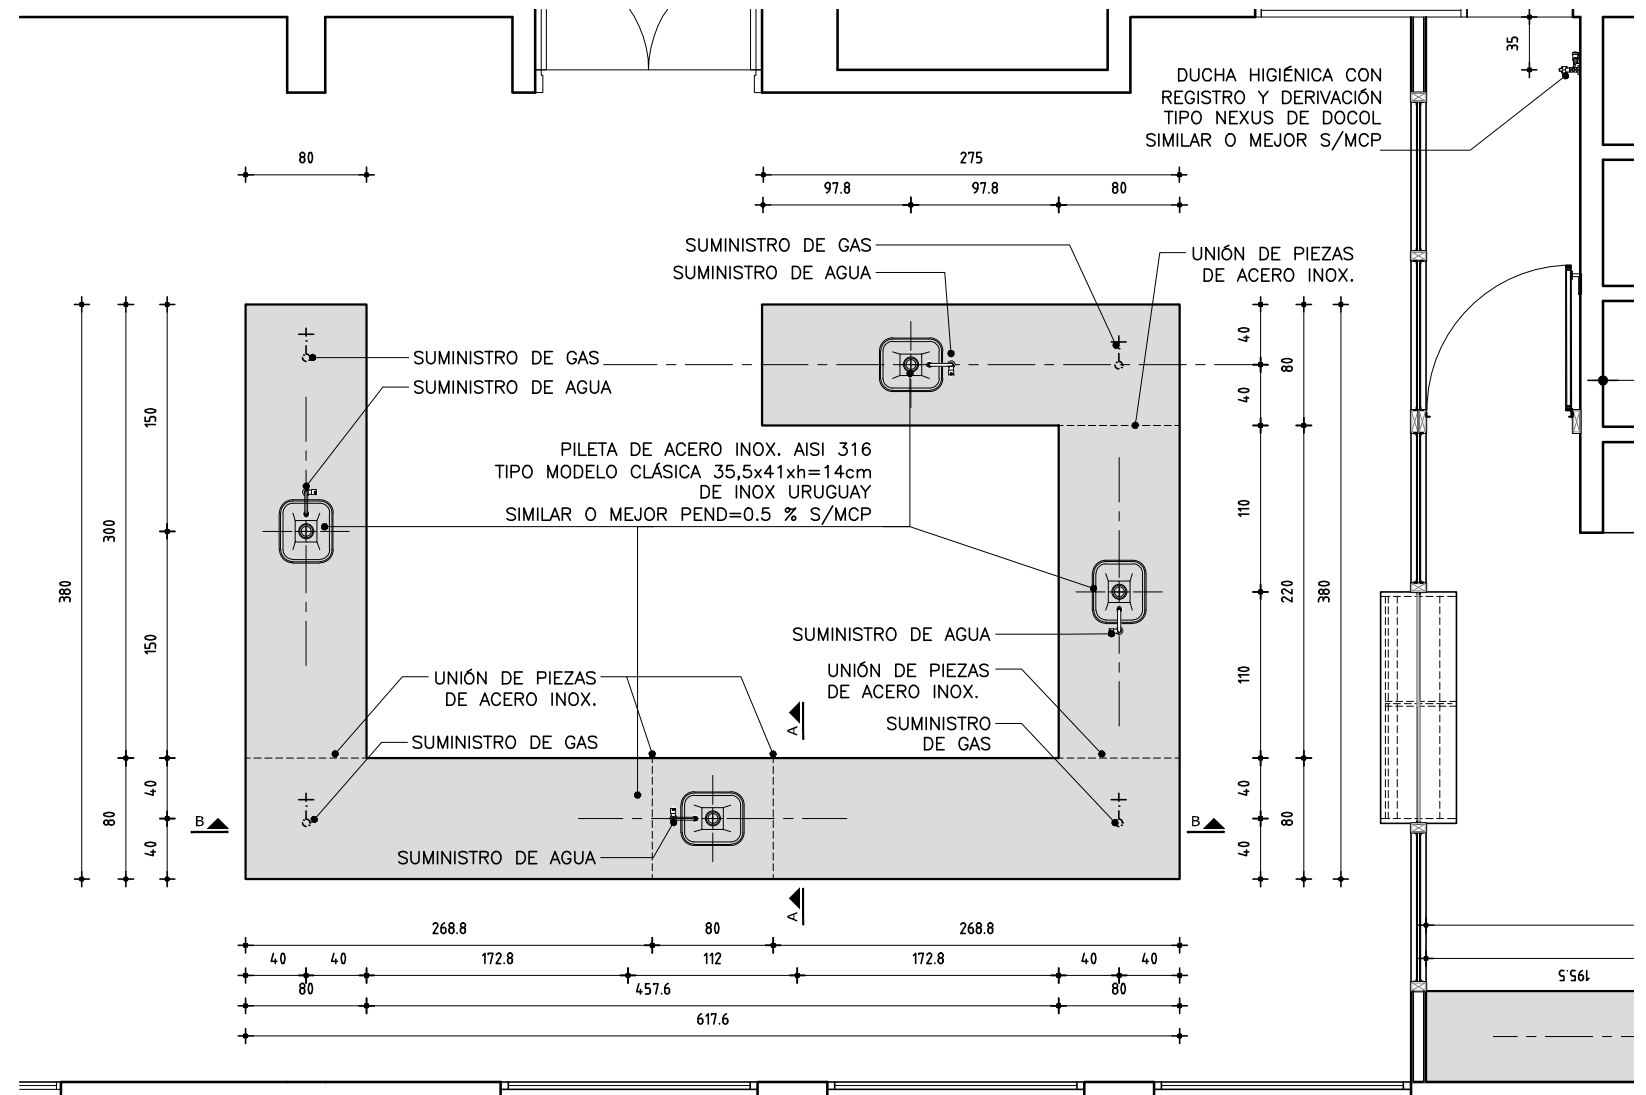 35
DUCHA HIGIÉNICA CON
REGISTRO Y DERIVACIÓN
TIPO NEXUS DE DOCOL
SIMILAR O MEJOR S/MCP
80
275
97.8
97.8
80
SUMINISTRO DE GAS
SUMINISTRO DE AGUA
UNIÓN DE PIEZAS
DE ACERO INOX.
SUMINISTRO DE GAS
SUMINISTRO DE AGUA
40
80
40
150
PILETA DE ACERO INOX. AISI 316
TIPO MODELO CLÁSICA 35,5x41xh=14cm
DE INOX URUGUAY
SIMILAR O MEJOR PEND=0.5 % S/MCP
300
380
110
220
380
150
SUMINISTRO DE AGUA
UNIÓN DE PIEZAS
DE ACERO INOX.
UNIÓN DE PIEZAS
DE ACERO INOX.
110
A
SUMINISTRO
DE GAS
SUMINISTRO DE GAS
40
80
40
B
B
40
80
40
SUMINISTRO DE AGUA
A
268.8
80
268.8
40
40
172.8
112
172.8
40
40
80
457.6
80
617.6
195.5